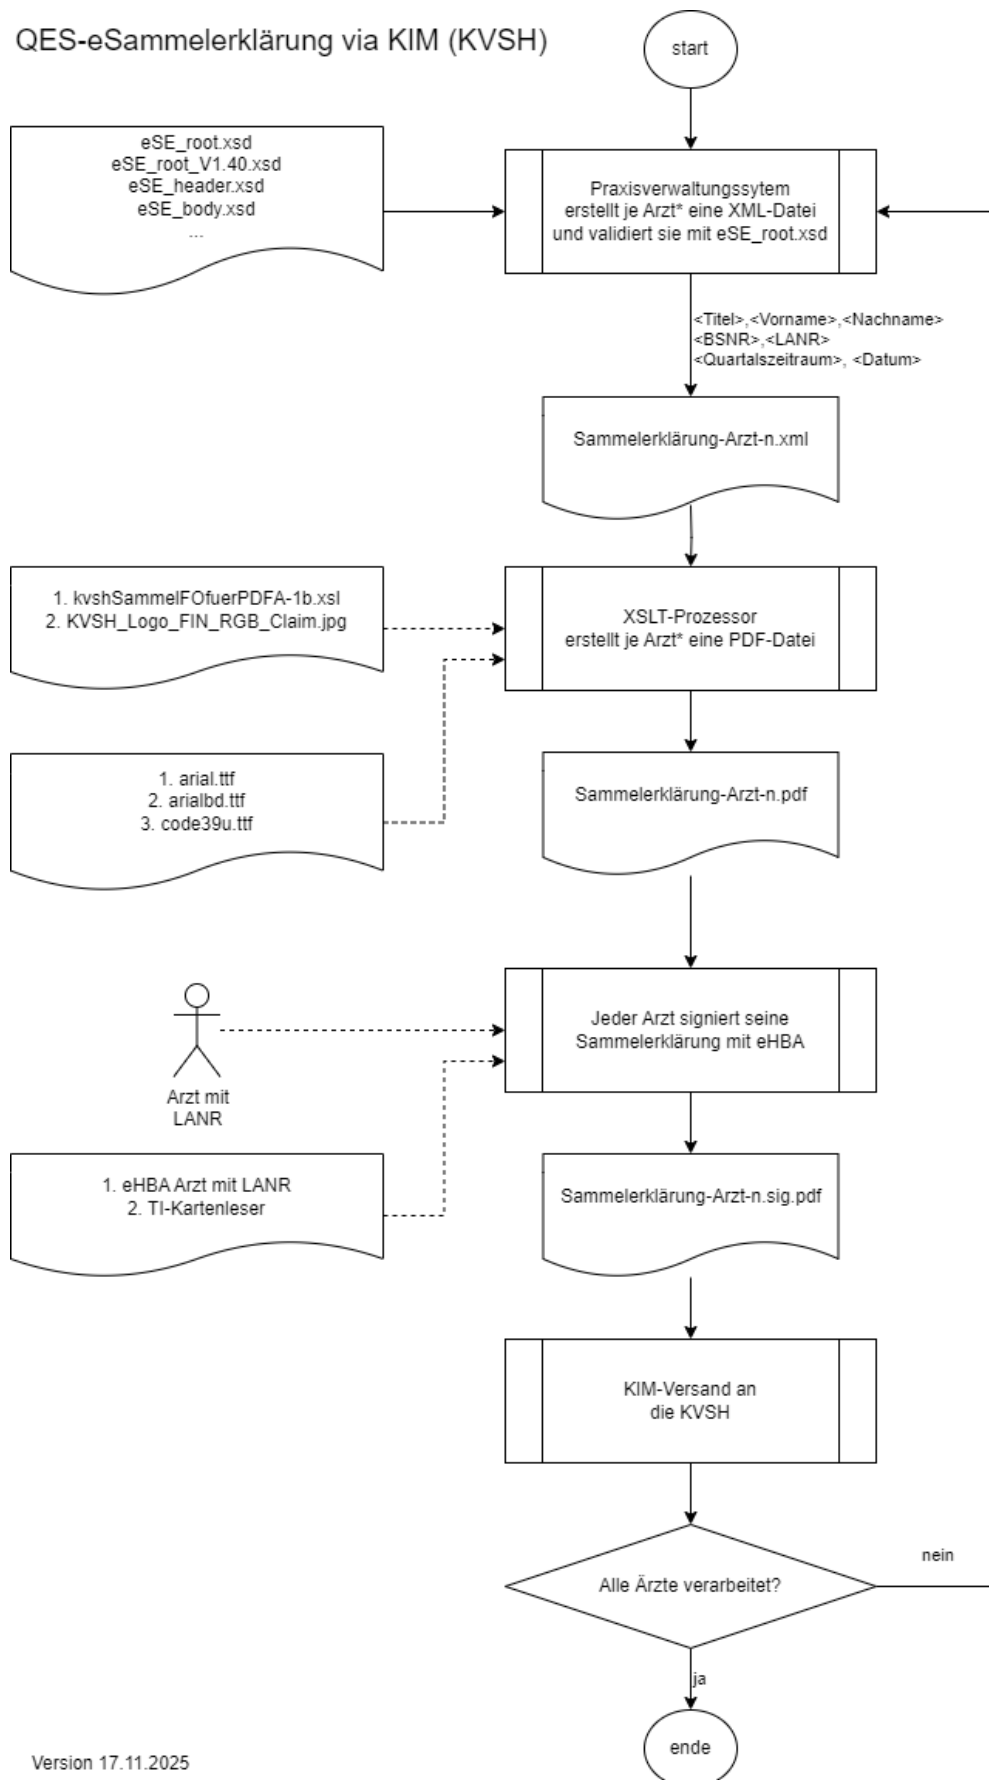 QES-eSammelerklärung via KIM (KVSH)
start
eSE_root.xsd
eSE_root_V1.40.xsd
eSE_header.xsd
eSE_body.xsd
...
Praxisverwaltungssytem
erstellt je Arzt* eine XML-Datei
und validiert sie mit eSE_root.xsd
<Titel>,<Vorname>,<Nachname>
<BSNR>,<LANR>
<Quartalszeitraum>, <Datum>
Sammelerklärung-Arzt-n.xml
1. kvshSammelFOfuerPDFA-1b.xsl
2. KVSH_Logo_FIN_RGB_Claim.jpg
XSLT-Prozessor
erstellt je Arzt* eine PDF-Datei
1. arial.ttf
2. arialbd.ttf
3. code39u.ttf
Sammelerklärung-Arzt-n.pdf
Jeder Arzt signiert seine
Sammelerklärung mit eHBA
Arzt mit
LANR
1. eHBA Arzt mit LANR
2. TI-Kartenleser
Sammelerklärung-Arzt-n.sig.pdf
KIM-Versand an
die KVSH
Alle Ärzte verarbeitet?
nein
ja
ende
Version 17.11.2025